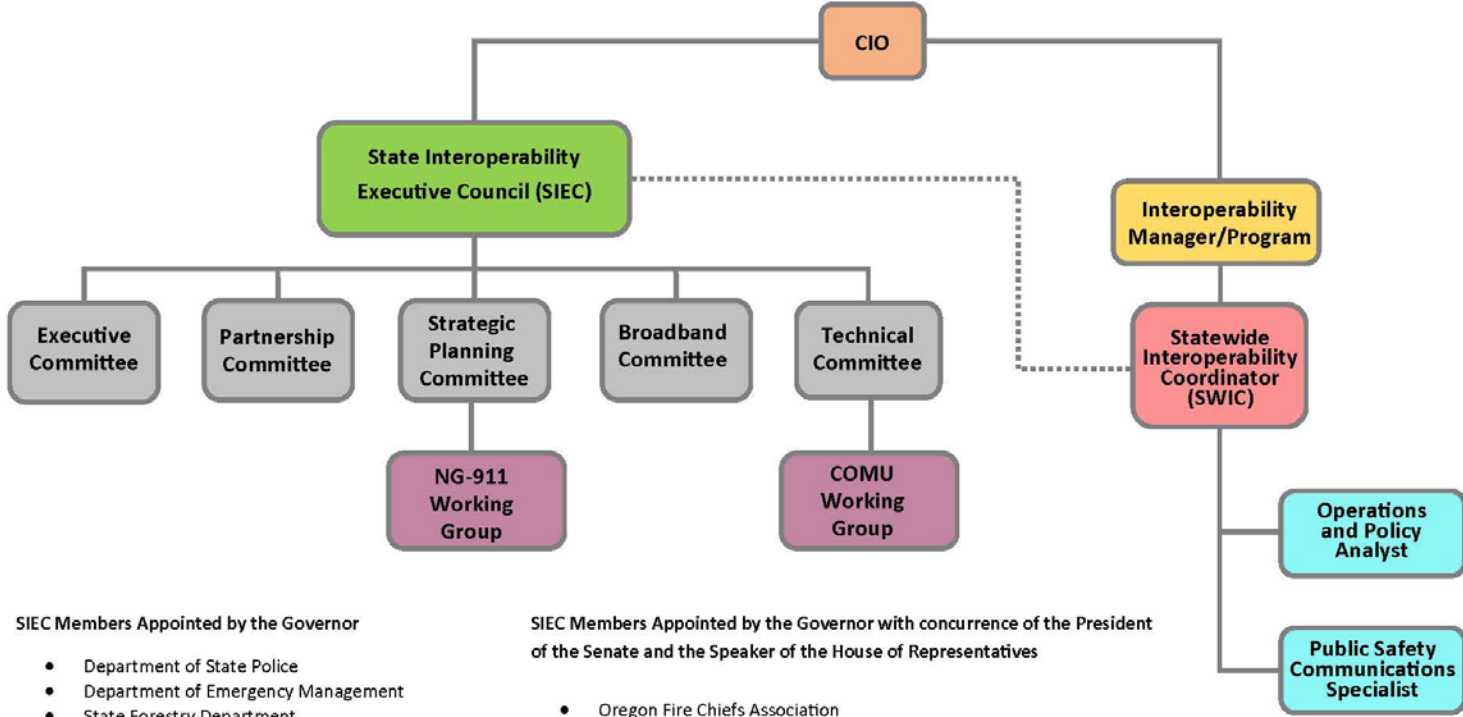 CIO
State Interoperability
Executive Council (SIEC)
Interoperability
Manager/Program
Executive
Committee
Partnership
Committee
Strategic
Planning
Committee
Broadband
Committee
Technical
Committee
Statewide
Interoperability
Coordinator
(SWIC)
NG-911
Working
Group
COMU
Working
Group
Operations
and Policy
Analyst
Public Safety
Communications
Specialist
SIEC Members Appointed by the Governor
• Department of State Police
• Department of Emergency Management
• State Forestry Department
SIEC Members Appointed by the Governor with concurrence of the President
of the Senate and the Speaker of the House of Representatives
• Oregon Fire Chiefs Association